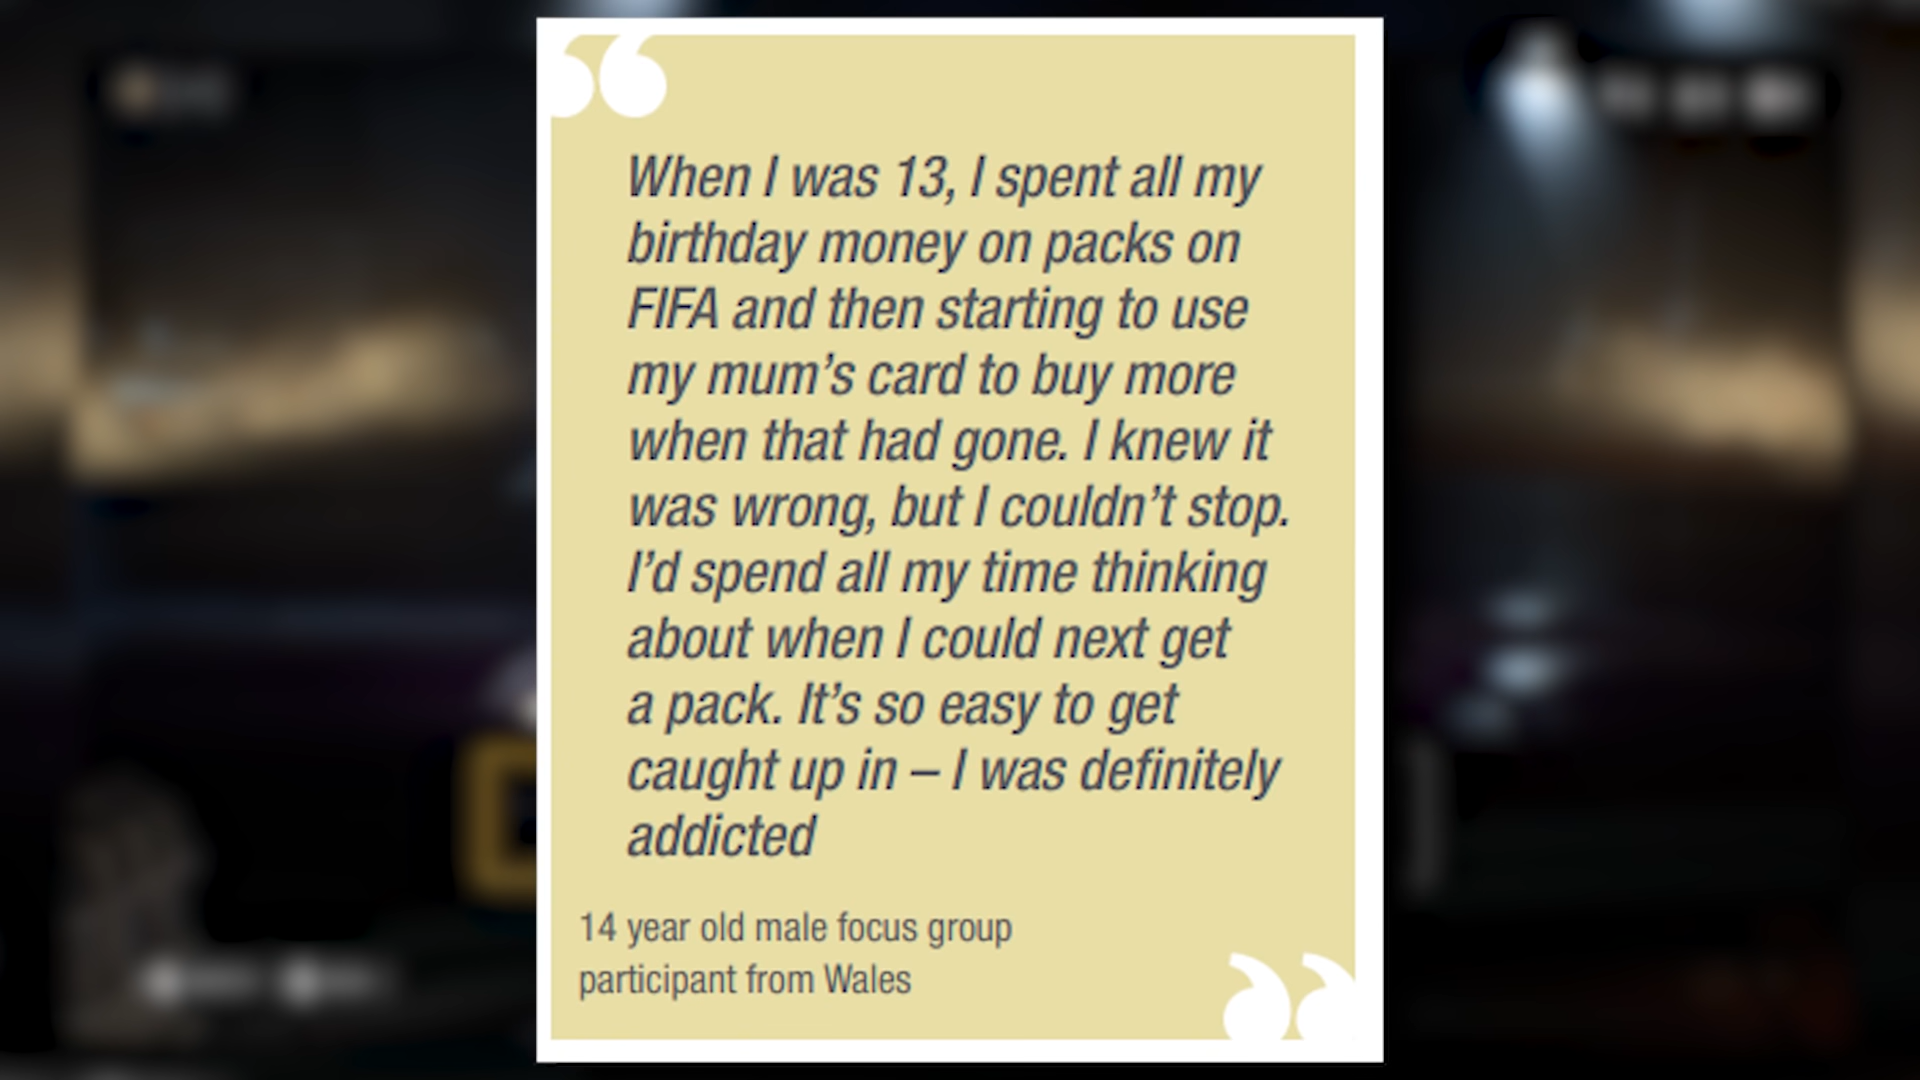 When I was 13, I spent all my
birthday money on packs on
FIFA and then starting to use
my mum’s card to buy more
when that had gone. I knew it
was wrong, but I couldn’t stop.
I’d spend all my time thinking
about when I could next get
a pack. It’s so easy to get
caught up in – I was definitely
addicted
14 year old male focus group
participant from Wales